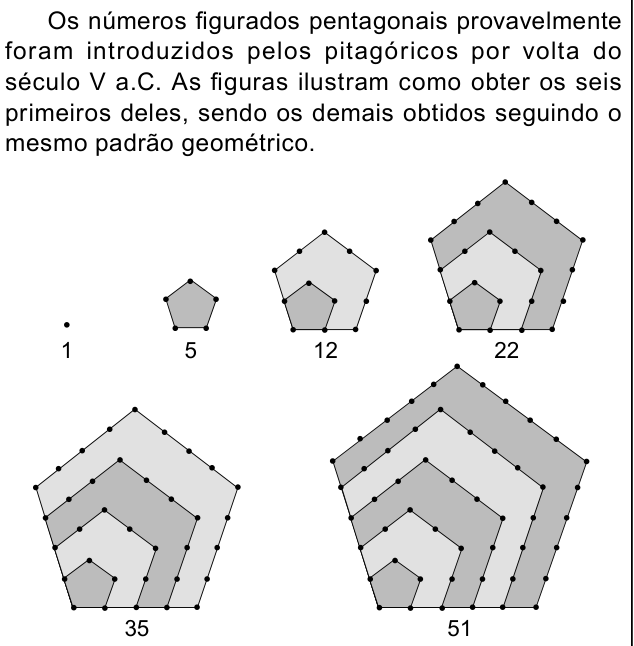 Os números figurados pentagonais provavelmente
foram introduzidos pelos pitagóricos por volta do
século V a.C. As figuras ilustram como obter os seis
primeiros deles, sendo os demais obtidos seguindo o
mesmo padrão geométrico.
1 5 12 22
35 51